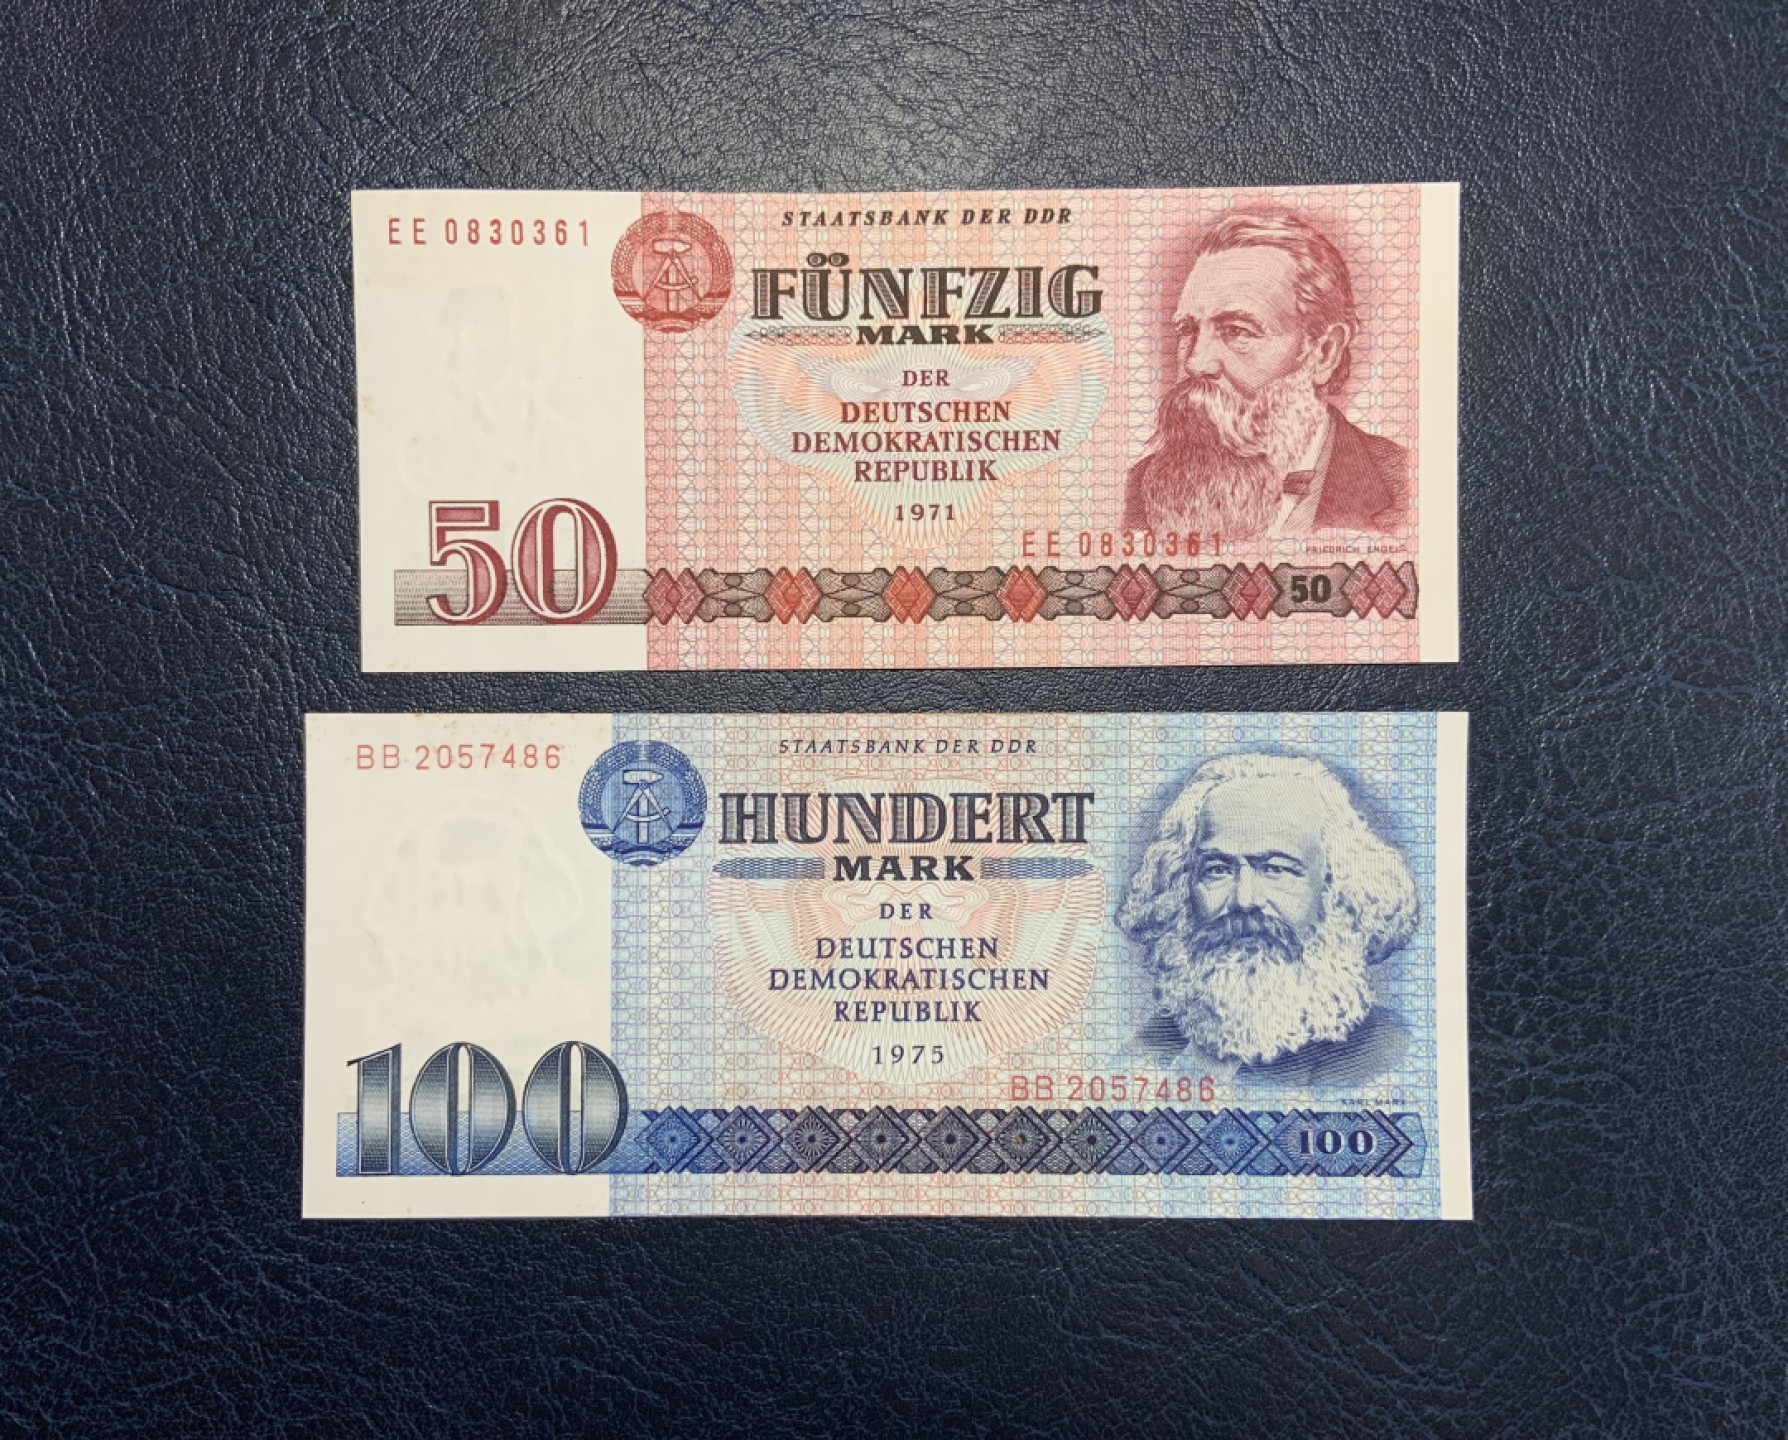 EE 0830361
STAATSBANK DER DDR
FÜNFZIG
MARK
DER
DEUTSCHEN
DEMOKRATISCHEN
REPUBLIK
1971
EE 0830361
FRIEDRICH ENGELS
50
50
BB 2057486
STAATSBANK DER DDR
HUNDERT
MARK
DER
DEUTSCHEN
DEMOKRATISCHEN
REPUBLIK
1975
BB 2057486
KARL MARX
100
100